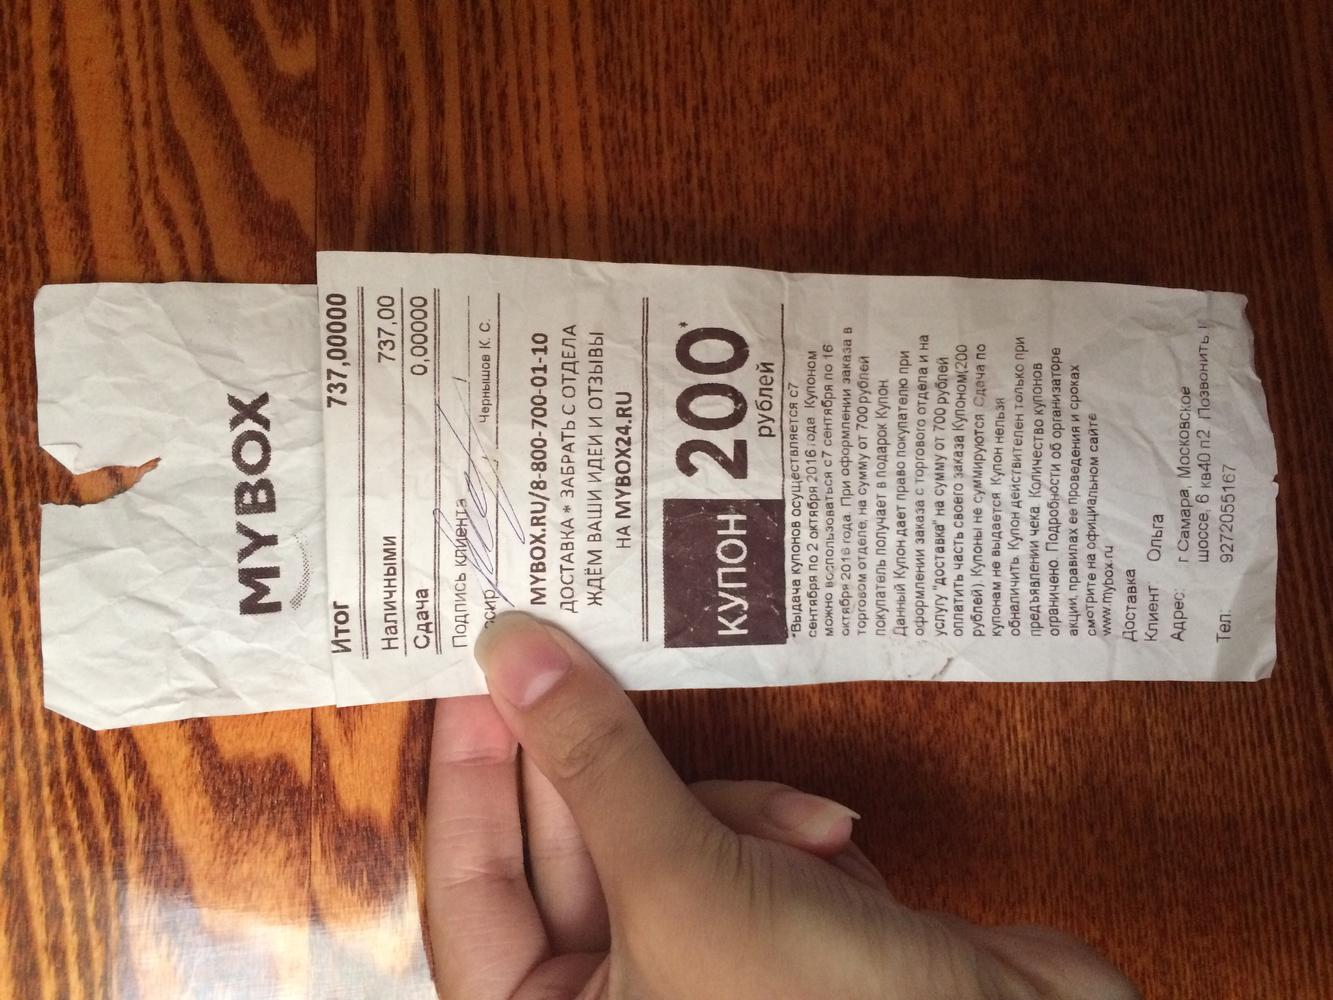 MYBOX
Итог 737,00000
Наличными 737,00
Сдача 0,00000
Подпись клиента
сир Чернышов К. С.
MYBOX.RU/8-800-700-01-10
ДОСТАВКА * ЗАБРАТЬ С ОТДЕЛА
ЖДЁМ ВАШИ ИДЕИ И ОТЗЫВЫ
НА MYBOX24.RU
КУПОН 200*
рублей
*Выдача купонов осуществляется с7
сентября по 2 октября 2016 года. Купоном
можно воспользоваться с7 сентября по 16
октября 2016 года. При оформлении заказа в
торговом отделе, на сумму от 700 рублей
покупатель получает в подарок Купон
Данный Купон дает право покупателю при
оформлении заказа с торгового отдела и на
услугу "доставка" на сумму от 700 рублей
оплатить часть своего заказа Купоном(200
рублей). Купоны не суммируются. Сдача по
купонам не выдается. Купон нельзя
обналичить. Купон действителен только при
предъявлении чека. Количество купонов
ограничено. Подробности об организаторе
акции, правилах ее проведения и сроках
смотрите на официальном сайте
www.mybox.ru
Доставка
Клиент: Ольга
Адрес: г Самара, Московское
шоссе, 6 кв40 п2. Позвонить
Тел.: 9272055167